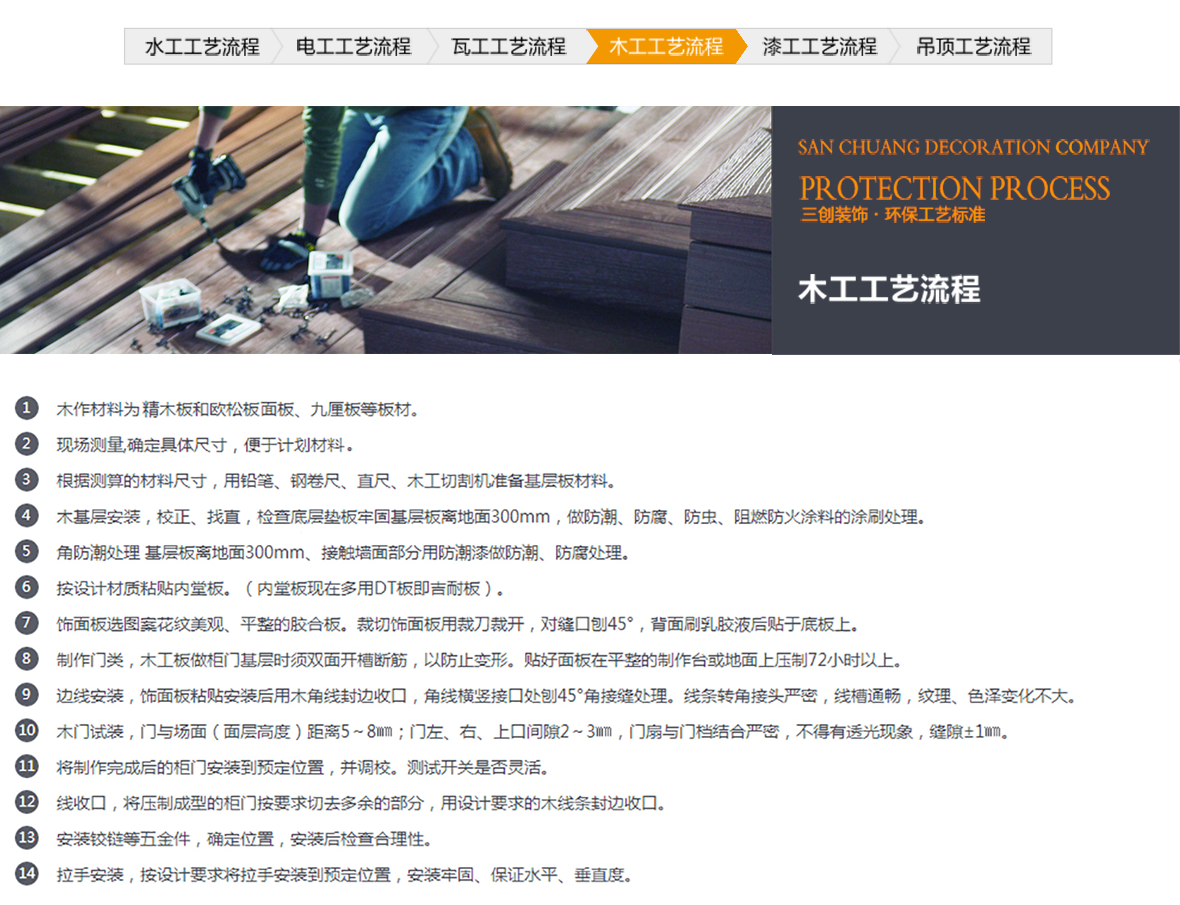 水工工艺流程
电工工艺流程
瓦工工艺流程
木工工艺流程
漆工工艺流程
吊顶工艺流程
SAN CHUANG DECORATION COMPANY
PROTECTION PROCESS
三创装饰·环保工艺标准
木工工艺流程
1 木作材料为 精木板和欧松板面板、九厘板等板材。
2 现场测量,确定具体尺寸，便于计划材料。
3 根据测算的材料尺寸，用铅笔、钢卷尺、直尺、木工切割机准备基层板材料。
4 木基层安装，校正、找直，检查底层垫板牢固基层板离地面300mm，做防潮、防腐、防虫、阻燃防火涂料的涂刷处理。
5 角防潮处理 基层板离地面300mm、接触墙面部分用防潮漆做防潮、防腐处理。
6 按设计材质粘贴内堂板。（内堂板现在多用DT板即吉耐板）。
7 饰面板选图案花纹美观、平整的胶合板。裁切饰面板用裁刀裁开，对缝口刨45°，背面刷乳胶液后贴于底板上。
8 制作门类，木工板做柜门基层时须双面开槽断筋，以防止变形。贴好面板在平整的制作台或地面上压制72小时以上。
9 边线安装，饰面板粘贴安装后用木角线封边收口，角线横竖接口处刨45°角接缝处理。线条转角接头严密，线槽通畅，纹理、色泽变化不大。
10 木门试装，门与场面（面层高度）距离5～8㎜；门左、右、上口间隙2～3㎜，门扇与门档结合严密，不得有透光现象，缝隙±1㎜。
11 将制作完成后的柜门安装到预定位置，并调校。测试开关是否灵活。
12 线收口，将压制成型的柜门按要求切去多余的部分，用设计要求的木线条封边收口。
13 安装铰链等五金件，确定位置，安装后检查合理性。
14 拉手安装，按设计要求将拉手安装到预定位置，安装牢固、保证水平、垂直度。